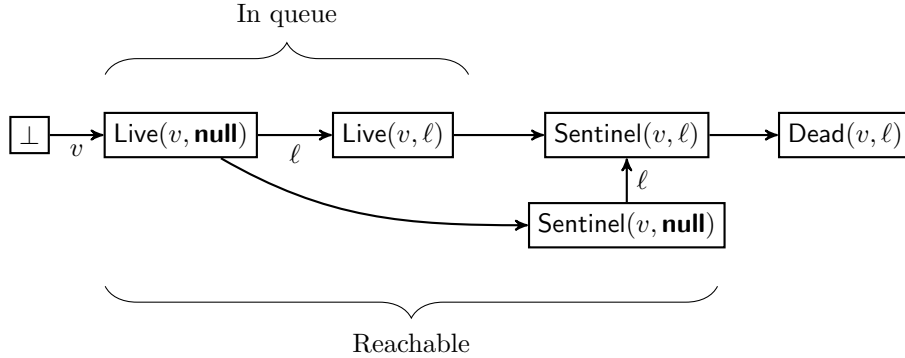 In queue
⊥ v Live(v, null) ℓ Live(v, ℓ) Sentinel(v, ℓ) Dead(v, ℓ)
ℓ
Sentinel(v, null)
Reachable